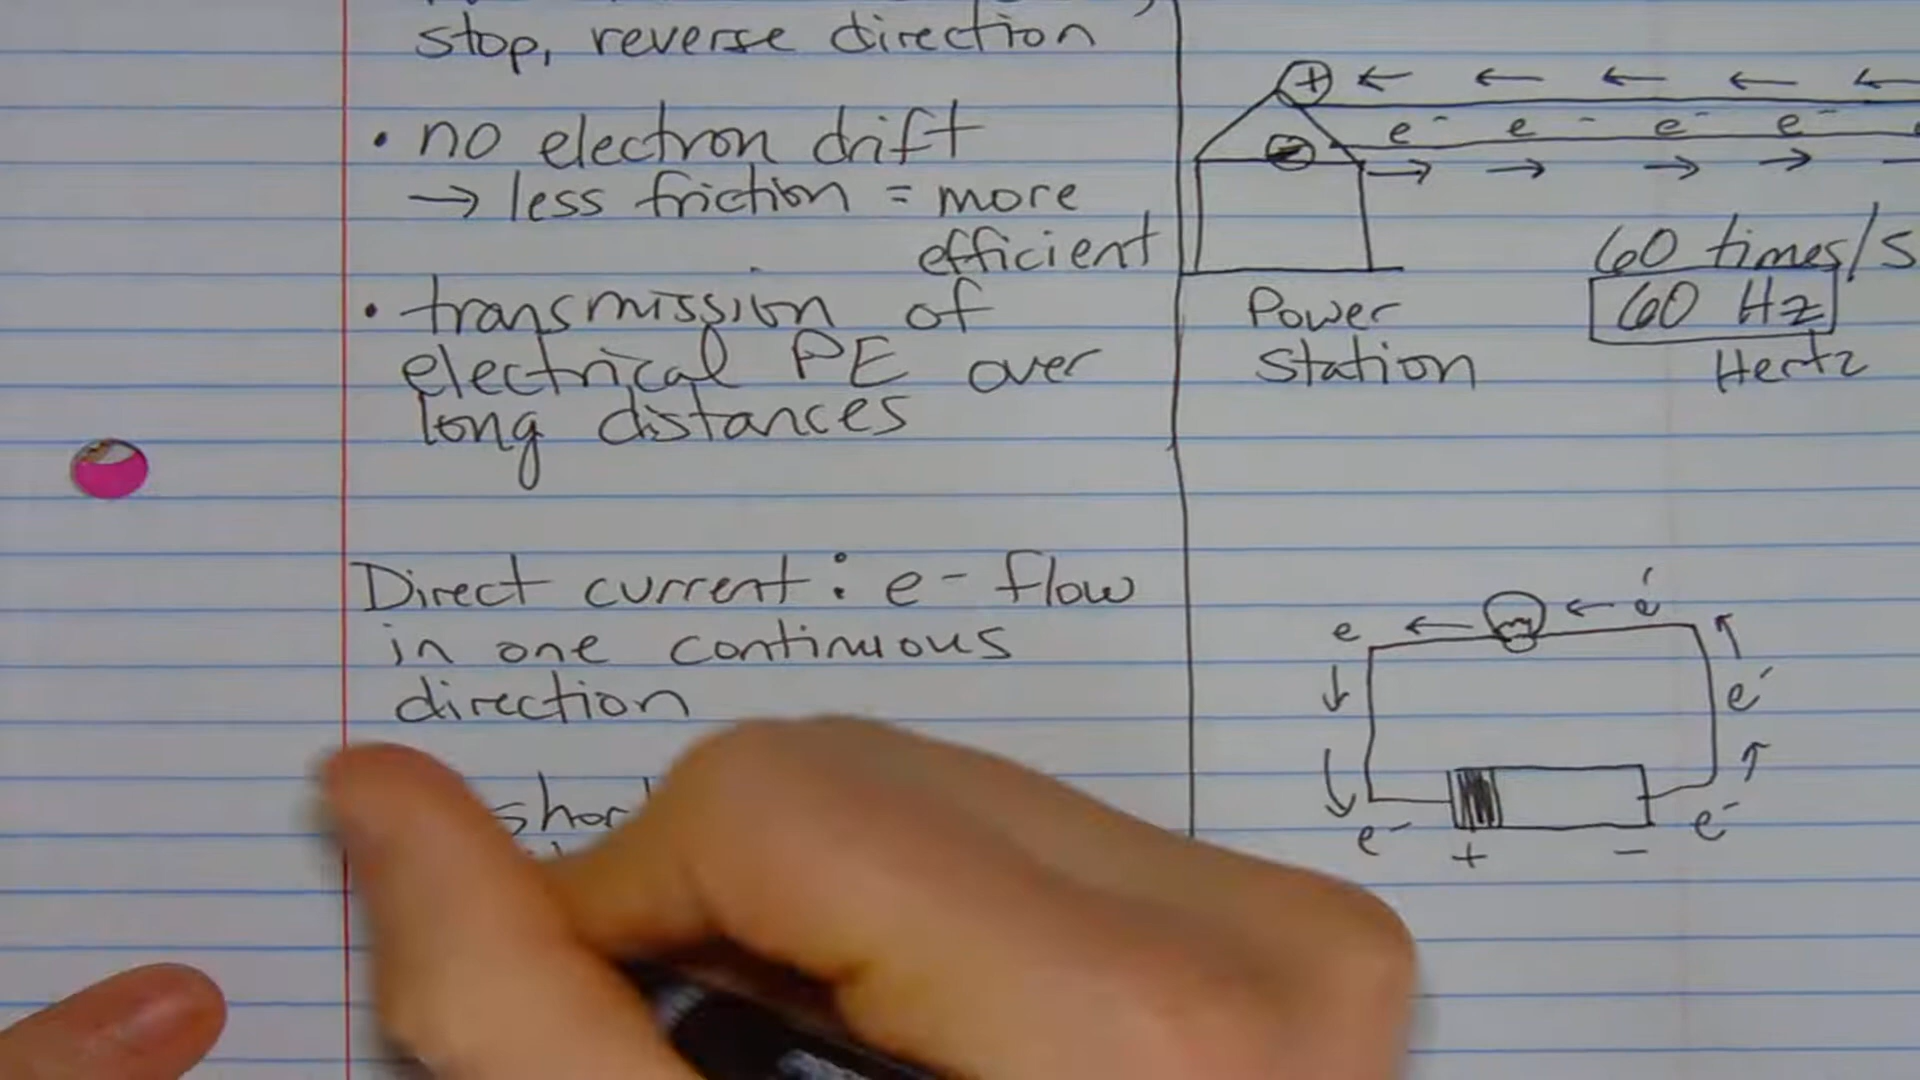 stop, reverse direction
• no electron drift
→ less friction = more
efficient
• transmission of
electrical PE over
long distances
Direct current : e- flow
in one continuous
direction
+ ← ← ← ← ←
e- e- e- e-
- → → → → →
60 times/s
60 Hz
Hertz
Power
Station
e ← ← e-
↓ ↑
e-
↓ ↑
e- e-
+ -